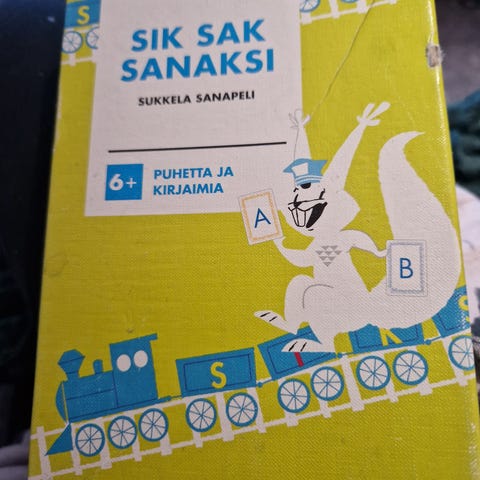 S
SIK SAK
SANAKSI
SUKKELA SANAPELI
6+
PUHETTA JA
KIRJAIMIA
A
B
S I K S